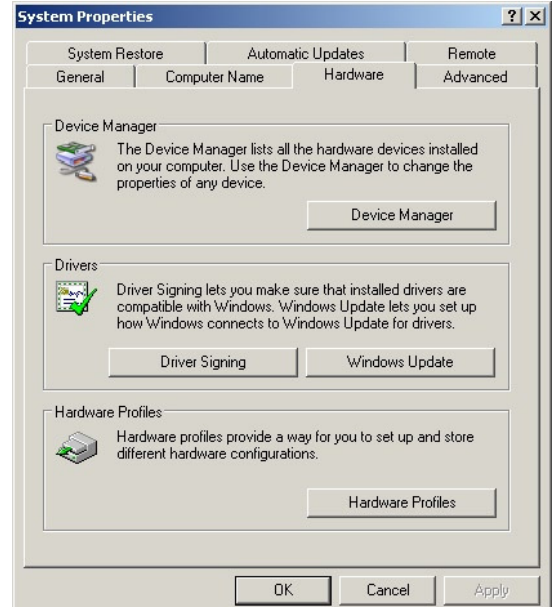 System Properties
System Restore
Automatic Updates
Remote
General
Computer Name
Hardware
Advanced
Device Manager
The Device Manager lists all the hardware devices installed
on your computer. Use the Device Manager to change the
properties of any device.
Device Manager
Drivers
Driver Signing lets you make sure that installed drivers are
compatible with Windows. Windows Update lets you set up
how Windows connects to Windows Update for drivers.
Driver Signing
Windows Update
Hardware Profiles
Hardware profiles provide a way for you to set up and store
different hardware configurations.
Hardware Profiles
OK
Cancel
Apply